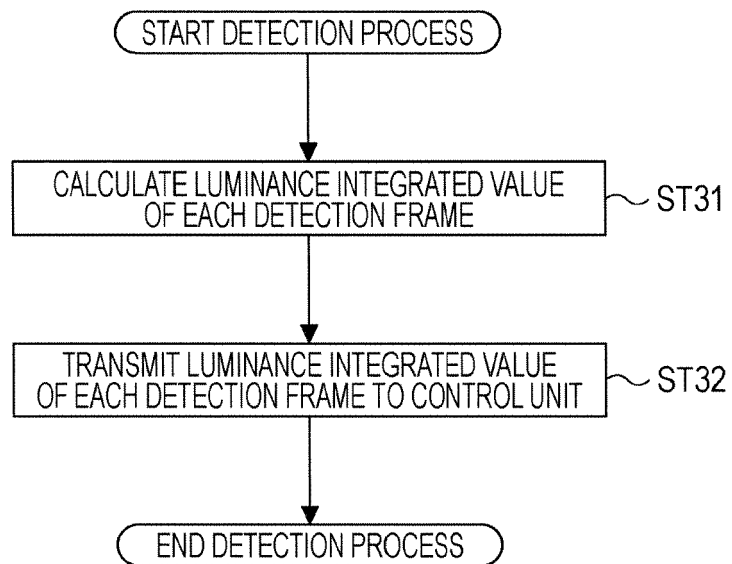 START DETECTION PROCESS
CALCULATE LUMINANCE INTEGRATED VALUE
OF EACH DETECTION FRAME
ST31
TRANSMIT LUMINANCE INTEGRATED VALUE
OF EACH DETECTION FRAME TO CONTROL UNIT
ST32
END DETECTION PROCESS